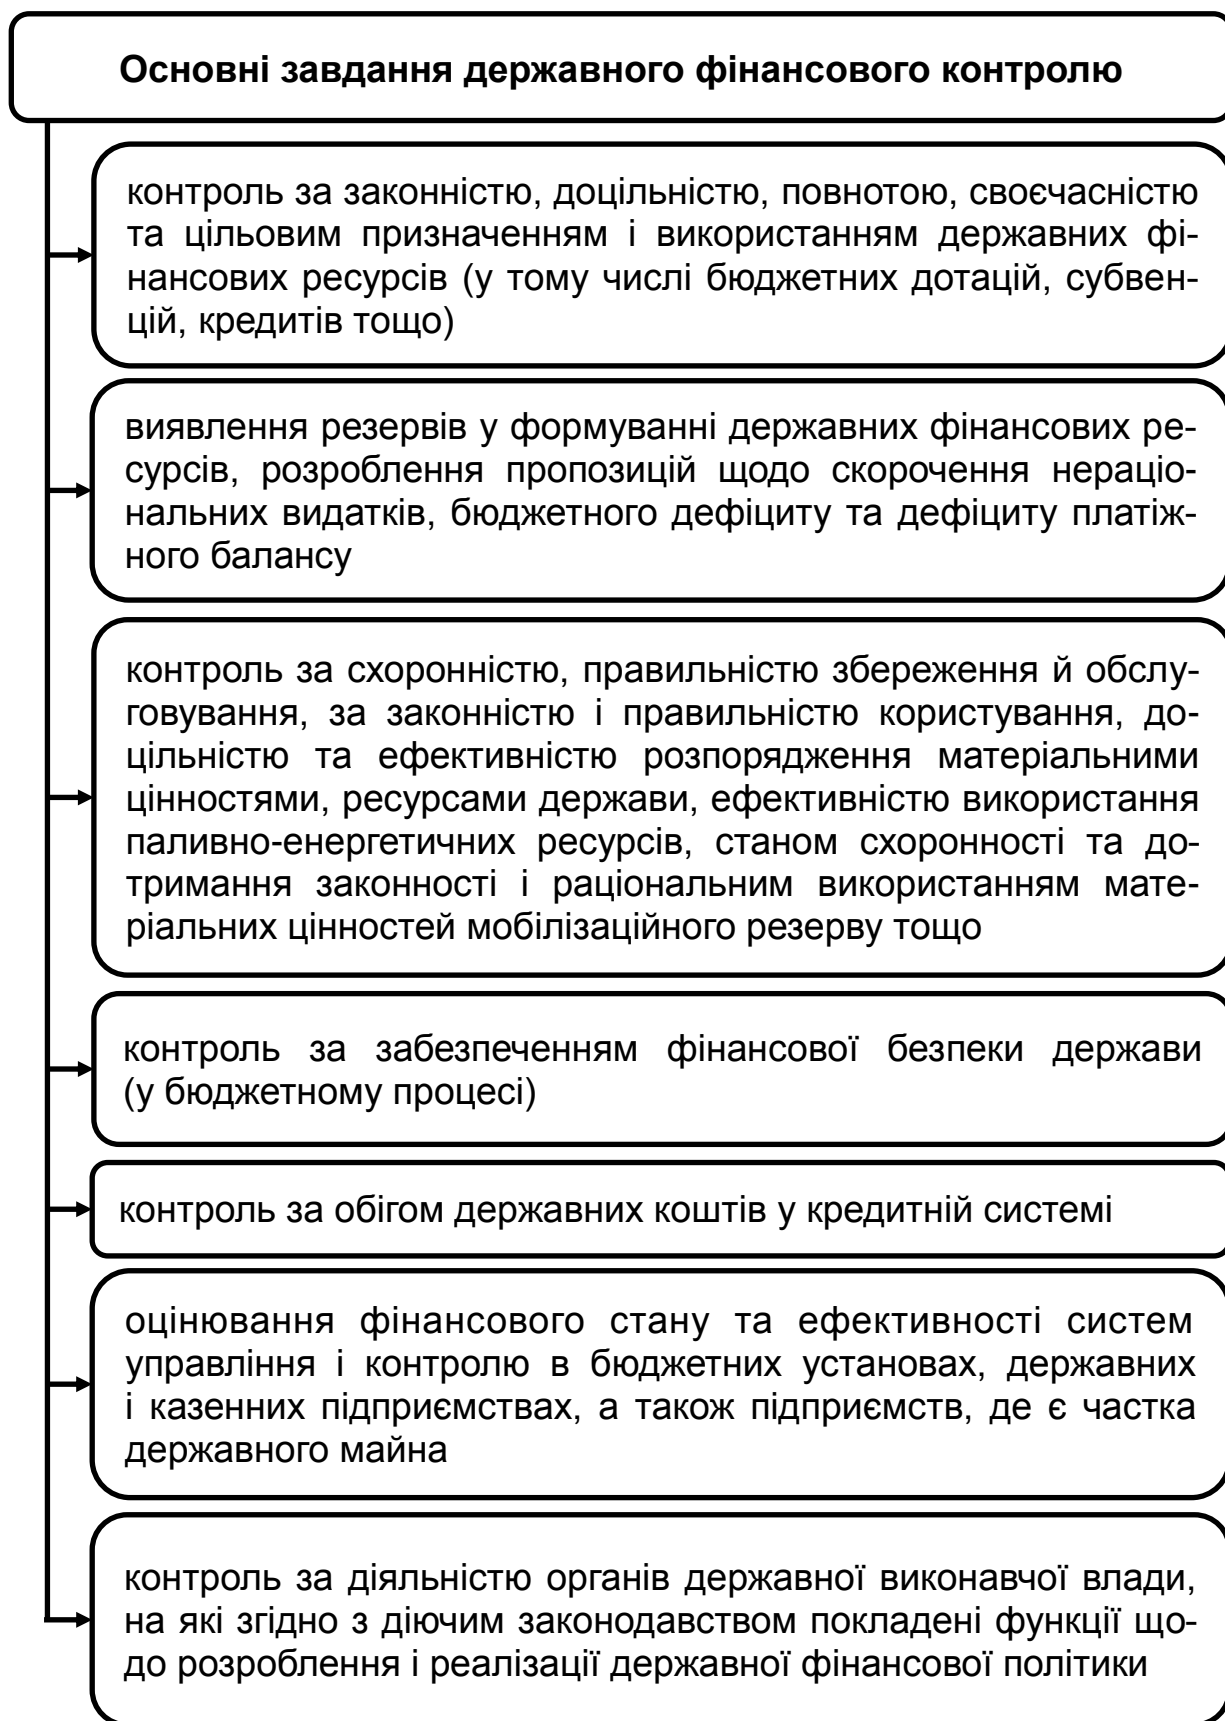 Основні завдання державного фінансового контролю
контроль за законністю, доцільністю, повнотою, своєчасністю
та цільовим призначенням і використанням державних фі-
нансових ресурсів (у тому числі бюджетних дотацій, субвен-
цій, кредитів тощо)
виявлення резервів у формуванні державних фінансових ре-
сурсів, розроблення пропозицій щодо скорочення нераціо-
нальних видатків, бюджетного дефіциту та дефіциту платіж-
ного балансу
контроль за схоронністю, правильністю збереження й обслу-
говування, за законністю і правильністю користування, до-
цільністю та ефективністю розпорядження матеріальними
цінностями, ресурсами держави, ефективністю використання
паливно-енергетичних ресурсів, станом схоронності та до-
тримання законності і раціональним використанням мате-
ріальних цінностей мобілізаційного резерву тощо
контроль за забезпеченням фінансової безпеки держави
(у бюджетному процесі)
контроль за обігом державних коштів у кредитній системі
оцінювання фінансового стану та ефективності систем
управління і контролю в бюджетних установах, державних
і казенних підприємствах, а також підприємств, де є частка
державного майна
контроль за діяльністю органів державної виконавчої влади,
на які згідно з діючим законодавством покладені функції що-
до розроблення і реалізації державної фінансової політики